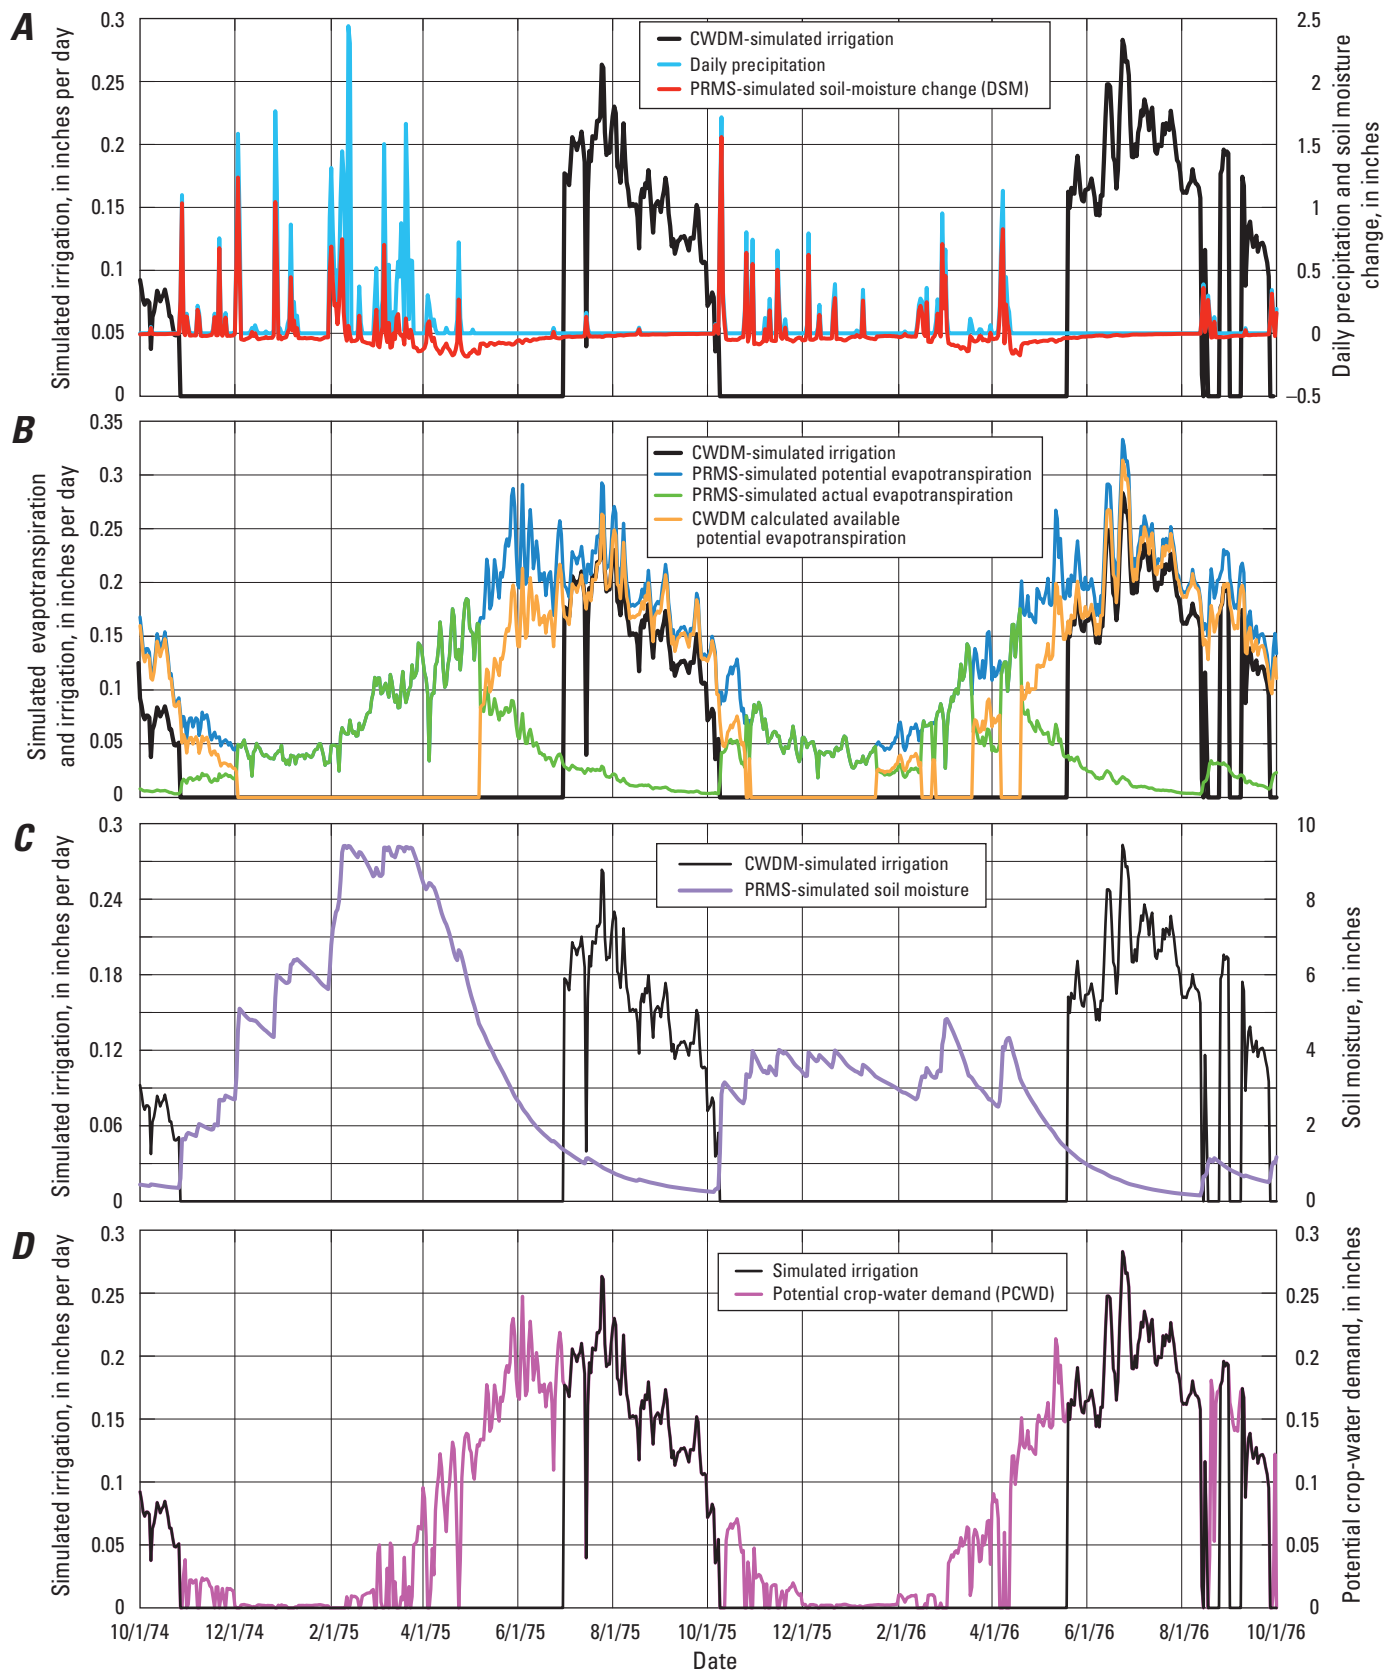 A
Simulated irrigation, in inches per day
0.3
0.25
0.2
0.15
0.1
0.05
0
CWDM-simulated irrigation
Daily precipitation
PRMS-simulated soil-moisture change (DSM)
2.5
2
1.5
1
0.5
0
–0.5
Daily precipitation and soil moisture
change, in inches
B
Simulated evapotranspiration
and irrigation, in inches per day
0.35
0.3
0.25
0.2
0.15
0.1
0.05
0
CWDM-simulated irrigation
PRMS-simulated potential evapotranspiration
PRMS-simulated actual evapotranspiration
CWDM calculated available
potential evapotranspiration
C
Simulated irrigation, in inches per day
0.3
0.24
0.18
0.12
0.06
0
CWDM-simulated irrigation
PRMS-simulated soil moisture
10
8
6
4
2
0
Soil moisture, in inches
D
Simulated irrigation, in inches per day
0.3
0.25
0.2
0.15
0.1
0.05
0
Simulated irrigation
Potential crop-water demand (PCWD)
0.3
0.25
0.2
0.15
0.1
0.05
0
Potential crop-water demand, in inches
10/1/74 12/1/74 2/1/75 4/1/75 6/1/75 8/1/75 10/1/75 12/1/75 2/1/76 4/1/76 6/1/76 8/1/76 10/1/76
Date